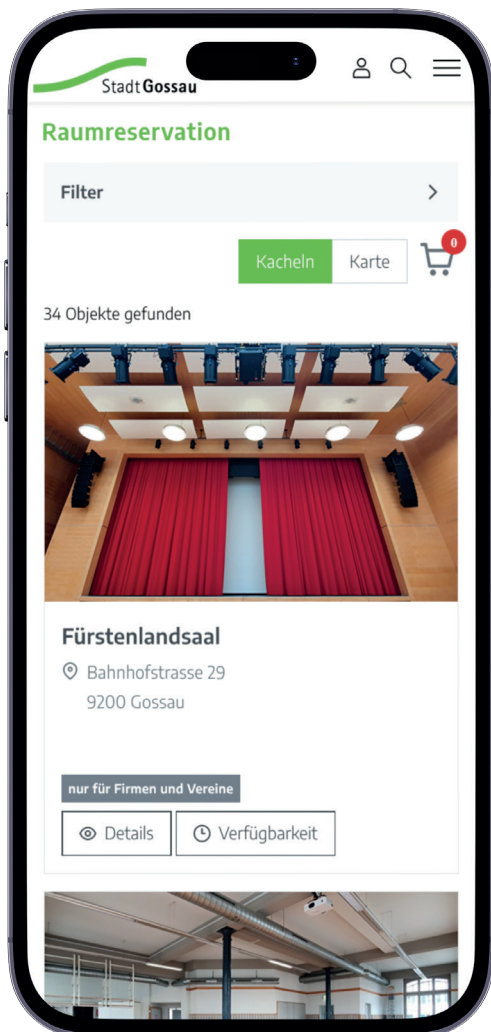 Stadt Gossau
Raumreservation
Filter
Kacheln
Karte
0
34 Objekte gefunden
Fürstenlandsaal
Bahnhofstrasse 29
9200 Gossau
nur für Firmen und Vereine
Details
Verfügbarkeit